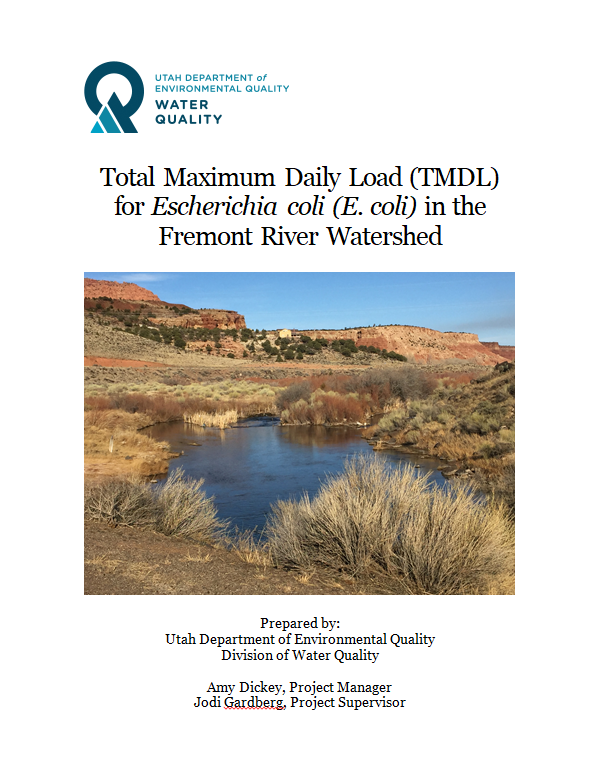 UTAH DEPARTMENT of
ENVIRONMENTAL QUALITY
WATER
QUALITY
Total Maximum Daily Load (TMDL)
for Escherichia coli (E. coli) in the
Fremont River Watershed
Prepared by:
Utah Department of Environmental Quality
Division of Water Quality
Amy Dickey, Project Manager
Jodi Gardberg, Project Supervisor